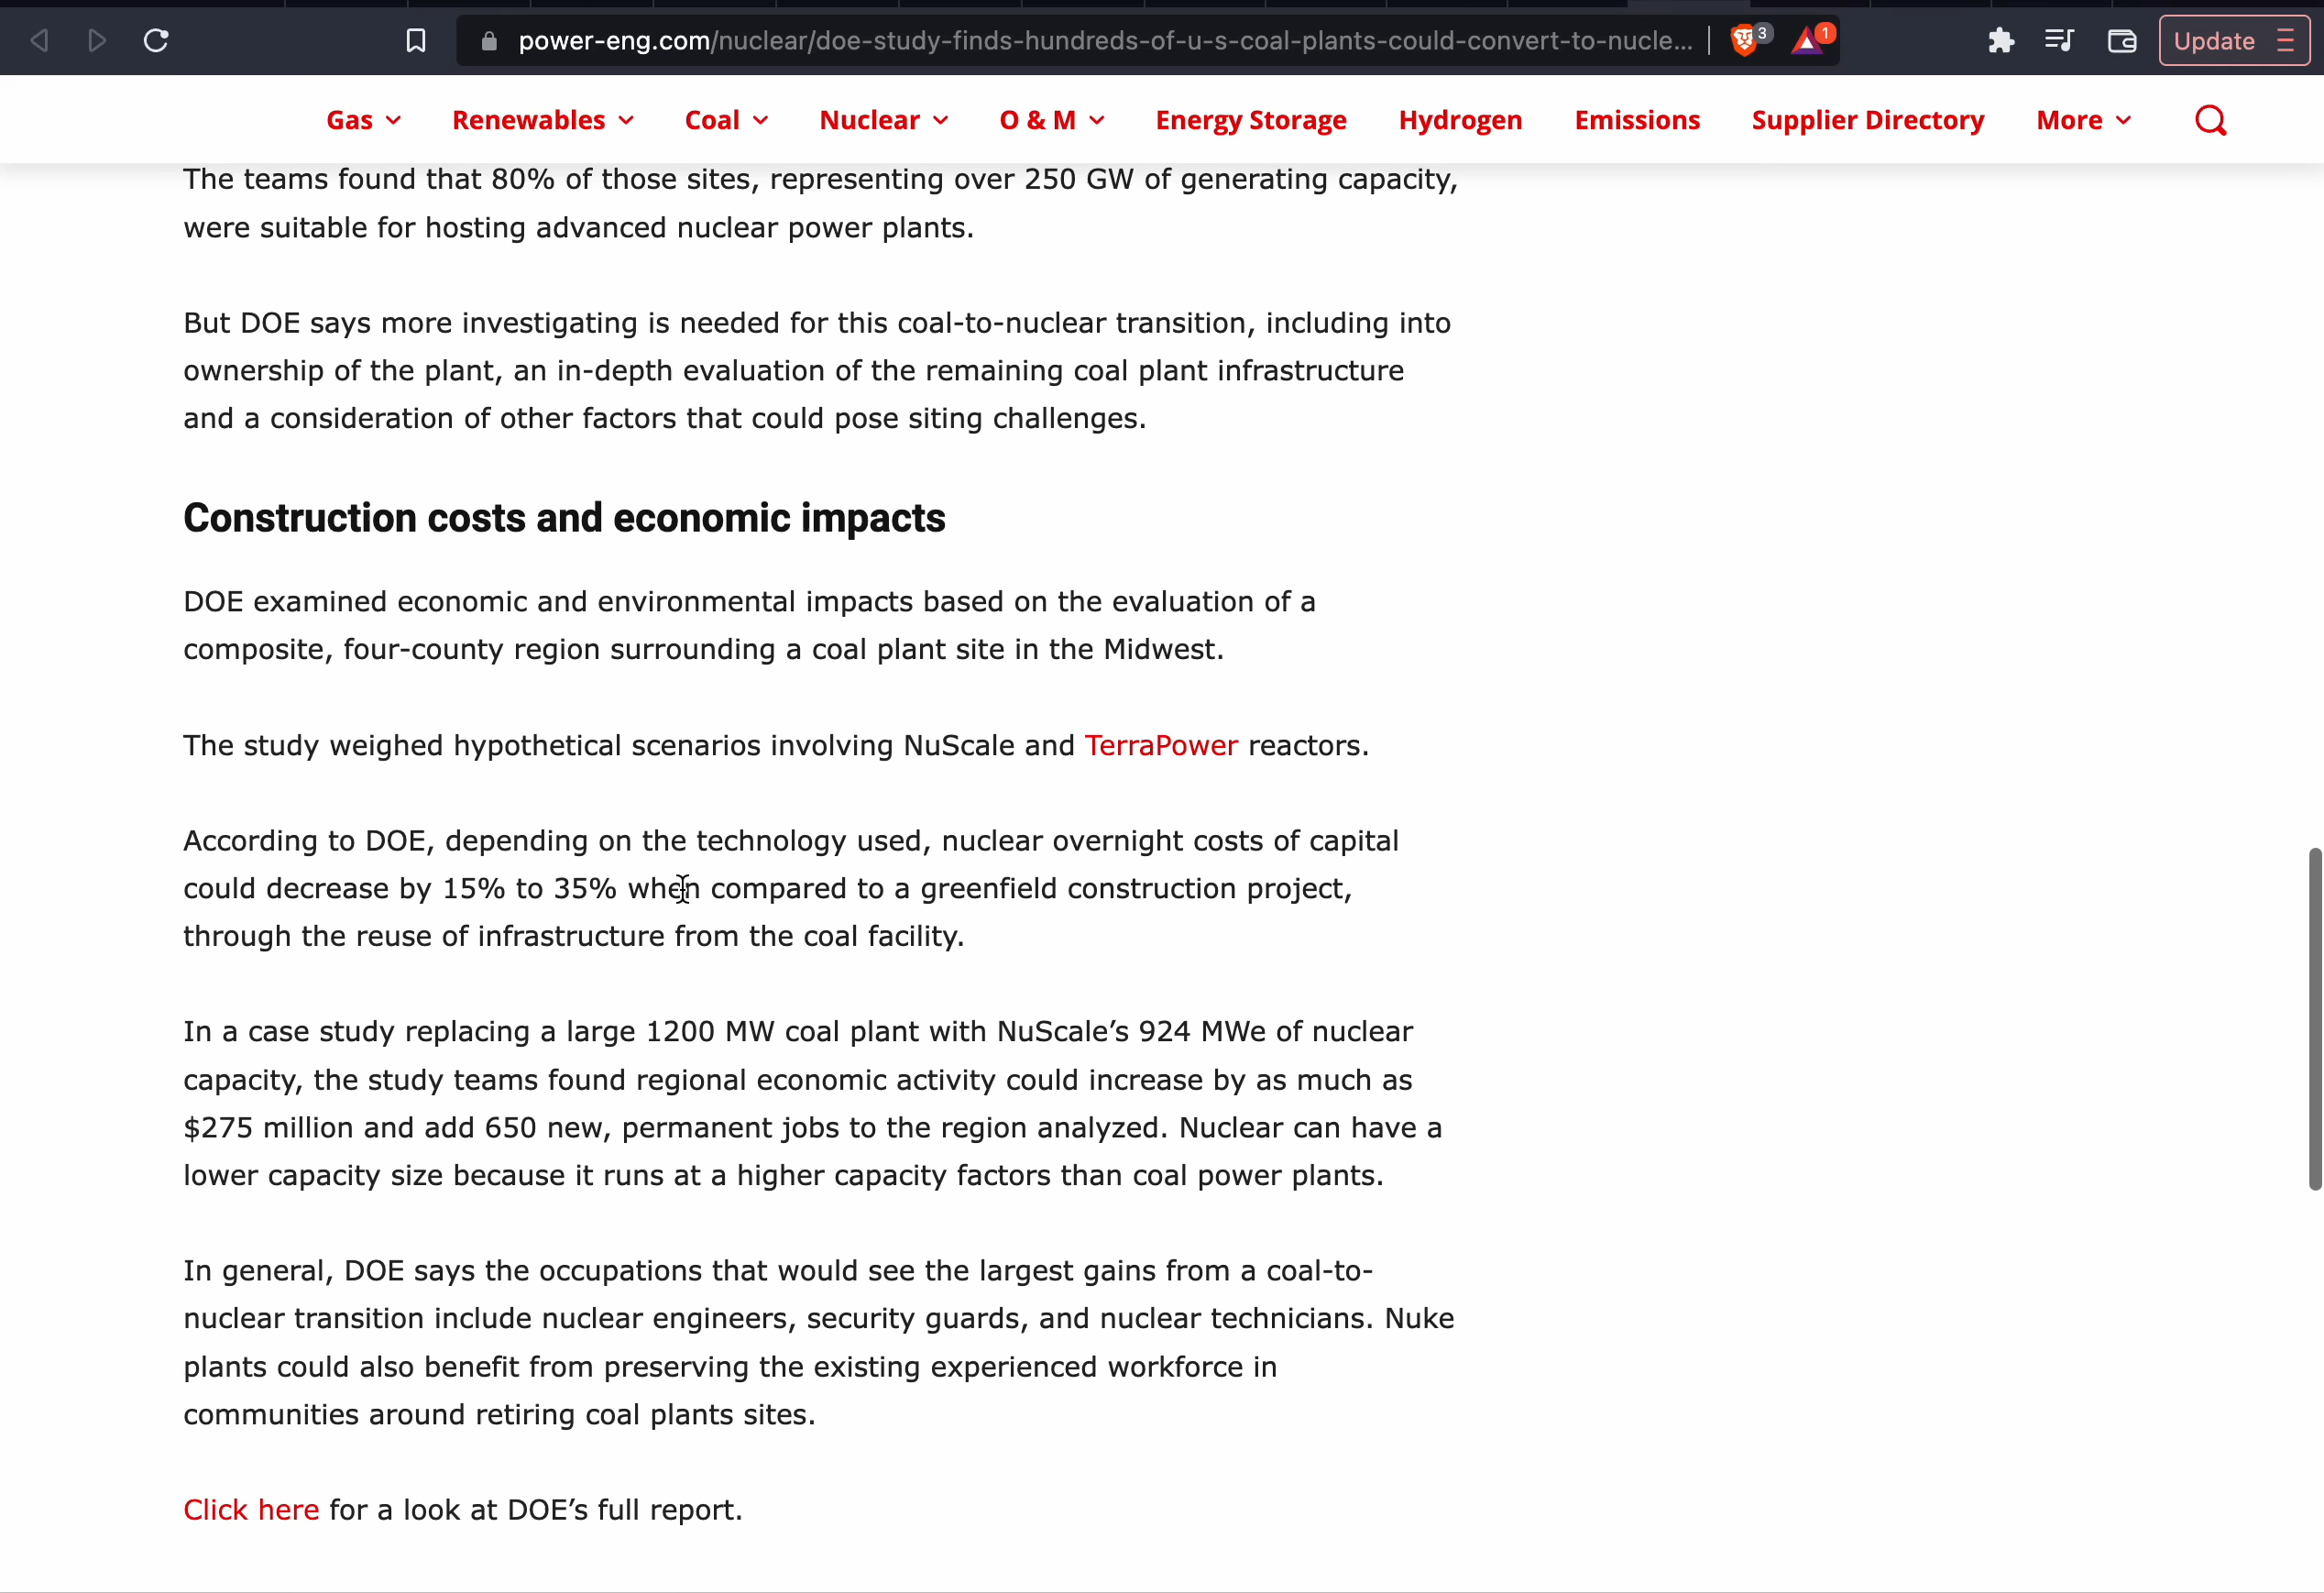 power-eng.com/nuclear/doe-study-finds-hundreds-of-u-s-coal-plants-could-convert-to-nucle...
3
1
Update
Gas
Renewables
Coal
Nuclear
O & M
Energy Storage
Hydrogen
Emissions
Supplier Directory
More
The teams found that 80% of those sites, representing over 250 GW of generating capacity,
were suitable for hosting advanced nuclear power plants.
But DOE says more investigating is needed for this coal-to-nuclear transition, including into
ownership of the plant, an in-depth evaluation of the remaining coal plant infrastructure
and a consideration of other factors that could pose siting challenges.
Construction costs and economic impacts
DOE examined economic and environmental impacts based on the evaluation of a
composite, four-county region surrounding a coal plant site in the Midwest.
The study weighed hypothetical scenarios involving NuScale and TerraPower reactors.
According to DOE, depending on the technology used, nuclear overnight costs of capital
could decrease by 15% to 35% when compared to a greenfield construction project,
through the reuse of infrastructure from the coal facility.
In a case study replacing a large 1200 MW coal plant with NuScale’s 924 MWe of nuclear
capacity, the study teams found regional economic activity could increase by as much as
$275 million and add 650 new, permanent jobs to the region analyzed. Nuclear can have a
lower capacity size because it runs at a higher capacity factors than coal power plants.
In general, DOE says the occupations that would see the largest gains from a coal-to-
nuclear transition include nuclear engineers, security guards, and nuclear technicians. Nuke
plants could also benefit from preserving the existing experienced workforce in
communities around retiring coal plants sites.
Click here for a look at DOE’s full report.